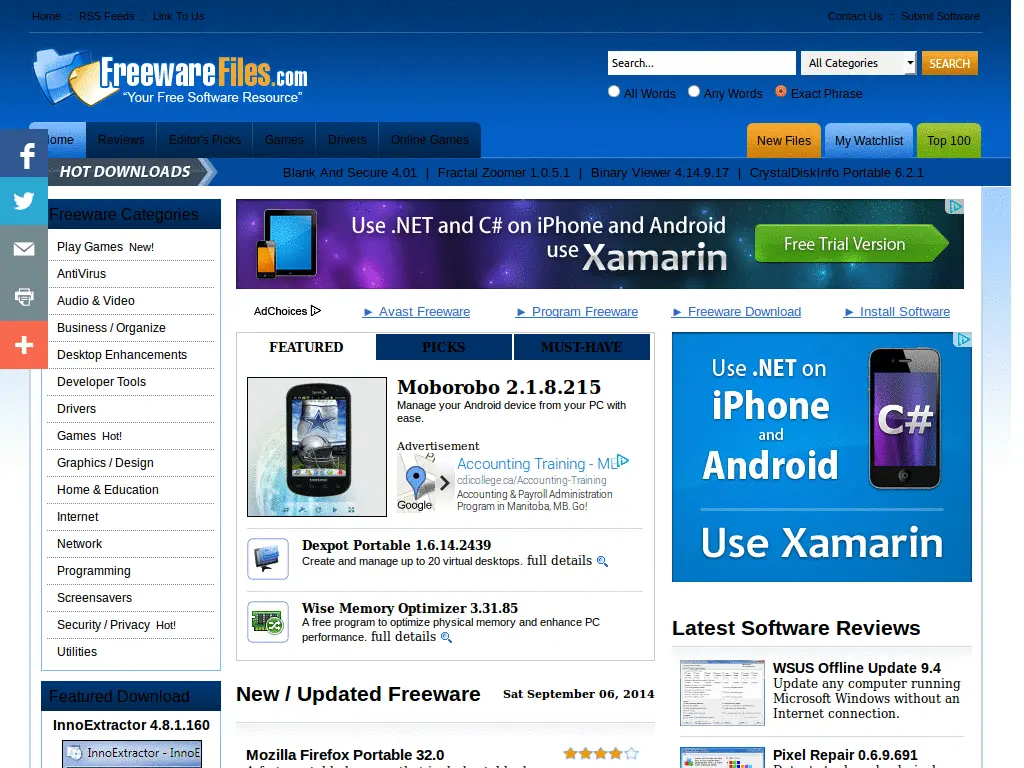 Home :: RSS Feeds :: Link To Us
Contact Us :: Submit Software
FreewareFiles.com
“Your Free Software Resource”
Search...
All Categories
SEARCH
All Words
Any Words
Exact Phrase
Home
Reviews
Editor's Picks
Games
Drivers
Online Games
New Files
My Watchlist
Top 100
HOT DOWNLOADS
Blank And Secure 4.01 | Fractal Zoomer 1.0.5.1 | Binary Viewer 4.14.9.17 | CrystalDiskInfo Portable 6.2.1
Freeware Categories
Play Games New!
AntiVirus
Audio & Video
Business / Organize
Desktop Enhancements
Developer Tools
Drivers
Games Hot!
Graphics / Design
Home & Education
Internet
Network
Programming
Screensavers
Security / Privacy Hot!
Utilities
Featured Download
InnoExtractor 4.8.1.160
InnoExtractor - InnoE
Use .NET and C# on iPhone and Android
use Xamarin
Free Trial Version
AdChoices
► Avast Freeware
► Program Freeware
► Freeware Download
► Install Software
FEATURED
PICKS
MUST-HAVE
Moborobo 2.1.8.215
Manage your Android device from your PC with
ease.
Advertisement
Google
Accounting Training - MB
cdicollege.ca/Accounting-Training
Accounting & Payroll Administration
Program in Manitoba, MB. Go!
Dexpot Portable 1.6.14.2439
Create and manage up to 20 virtual desktops. full details
Wise Memory Optimizer 3.31.85
A free program to optimize physical memory and enhance PC
performance. full details
New / Updated Freeware
Sat September 06, 2014
Mozilla Firefox Portable 32.0
Use .NET on
iPhone
and
Android
C#
Use Xamarin
Latest Software Reviews
WSUS Offline Update 9.4
Update any computer running
Microsoft Windows without an
Internet connection.
Pixel Repair 0.6.9.691